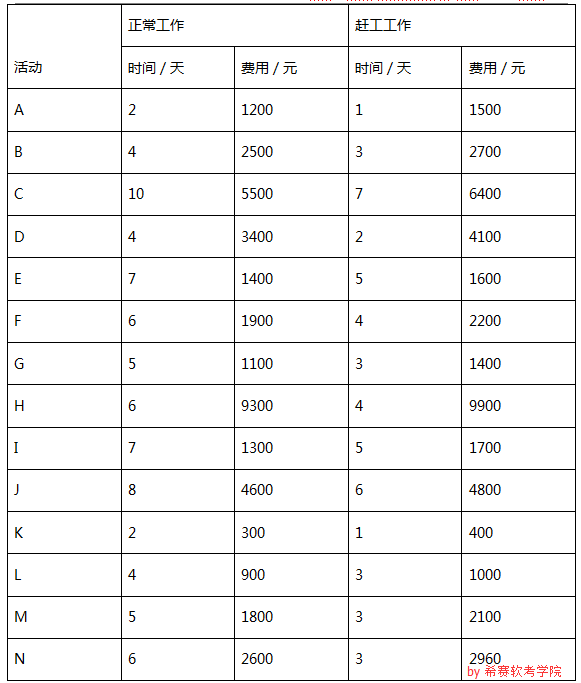 正常工作 赶工工作
活动 时间／天 费用／元 时间／天 费用／元
A 2 1200 1 1500
B 4 2500 3 2700
C 10 5500 7 6400
D 4 3400 2 4100
E 7 1400 5 1600
F 6 1900 4 2200
G 5 1100 3 1400
H 6 9300 4 9900
I 7 1300 5 1700
J 8 4600 6 4800
K 2 300 1 400
L 4 900 3 1000
M 5 1800 3 2100
N 6 2600 3 2960
by 希赛软考学院